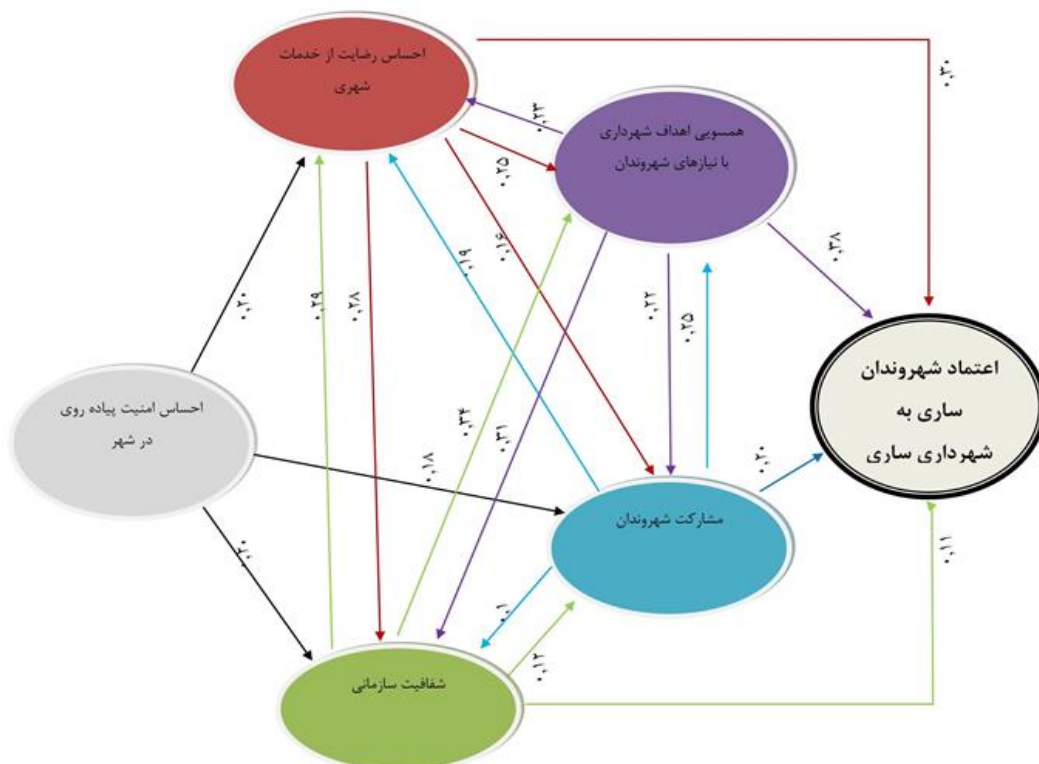 احساس رضایت از خدمات
شهری
همسویی اهداف شهرداری
با نیازهای شهروندان
اعتماد شهروندان
ساری به
شهرداری ساری
احساس امنیت پیاده روی
در شهر
مشارکت شهروندان
شفافیت سازمانی
۰,۳۰
۰,۲۳
۰,۲۵
۰,۳۸
۰,۱۶
۰,۱۹
۰,۲۲
۰,۲۵
۰,۲۰
۰,۲۹
۰,۲۸
۰,۳۴
۰,۳۱
۰,۱۸
۰,۲۰
۰,۲۰
۰,۱
۰,۱۲
۰,۱۱